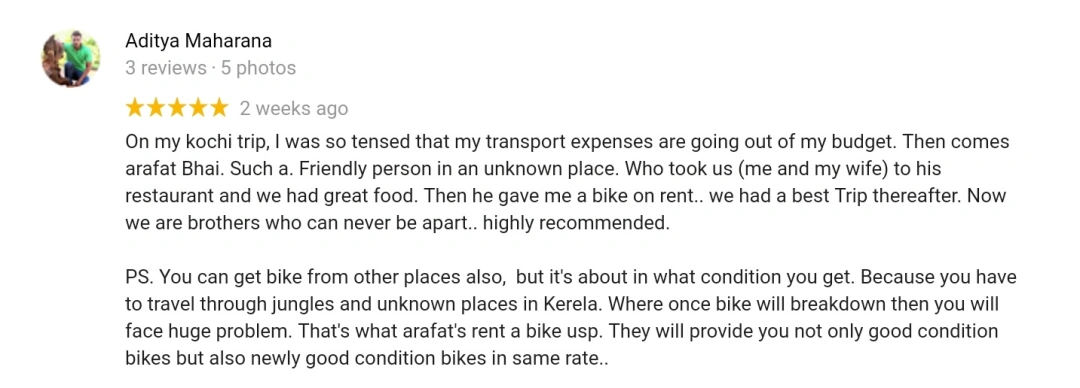 Aditya Maharana
3 reviews · 5 photos
2 weeks ago
On my kochi trip, I was so tensed that my transport expenses are going out of my budget. Then comes
arafat Bhai. Such a. Friendly person in an unknown place. Who took us (me and my wife) to his
restaurant and we had great food. Then he gave me a bike on rent.. we had a best Trip thereafter. Now
we are brothers who can never be apart.. highly recommended.
PS. You can get bike from other places also,  but it's about in what condition you get. Because you have
to travel through jungles and unknown places in Kerela. Where once bike will breakdown then you will
face huge problem. That's what arafat's rent a bike usp. They will provide you not only good condition
bikes but also newly good condition bikes in same rate..